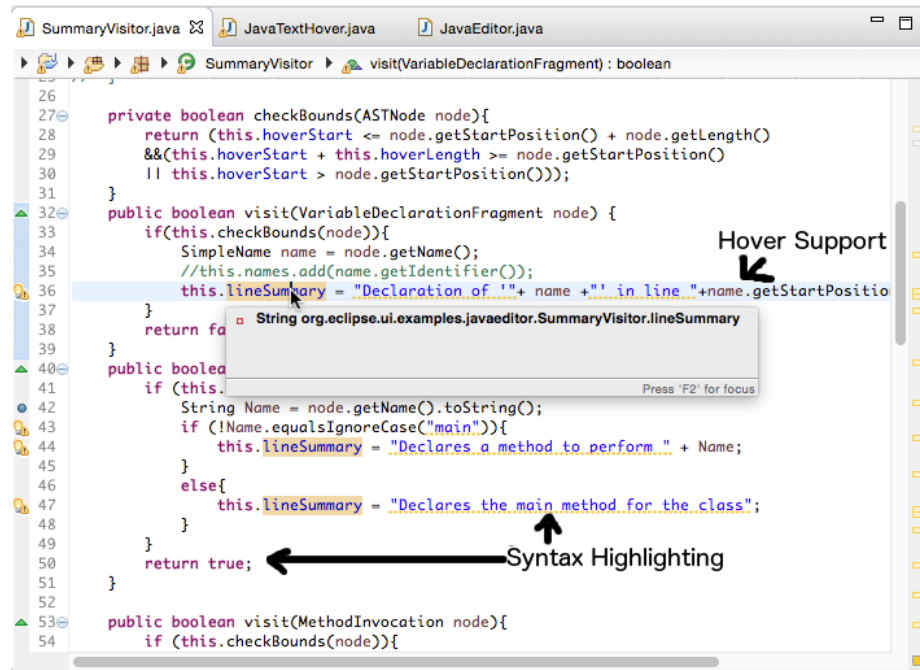 SummaryVisitor.java JavaTextHover.java JavaEditor.java
SummaryVisitor visit(VariableDeclarationFragment) : boolean
26
27 private boolean checkBounds(ASTNode node){
28 return (this.hoverStart <= node.getStartPosition() + node.getLength()
29 &&(this.hoverStart + this.hoverLength >= node.getStartPosition()
30 || this.hoverStart > node.getStartPosition()));
31 }
32 public boolean visit(VariableDeclarationFragment node) {
33 if(this.checkBounds(node)){
Hover Support
34 SimpleName name = node.getName();
35 //this.names.add(name.getIdentifier());
36 this.lineSummary = "Declaration of '"+ name +"' in line "+name.getStartPositio
37 }
String org.eclipse.ui.examples.javaeditor.SummaryVisitor.lineSummary
38 return fa
39 }
40 public boolea
41 if (this.
Press 'F2' for focus
42 String Name = node.getName().toString();
43 if (!Name.equalsIgnoreCase("main")){
44 this.lineSummary = "Declares a method to perform " + Name;
45 }
46 else{
47 this.lineSummary = "Declares the main method for the class";
48 }
49 }
50 return true;
Syntax Highlighting
51 }
52
53 public boolean visit(MethodInvocation node){
54 if (this.checkBounds(node)){